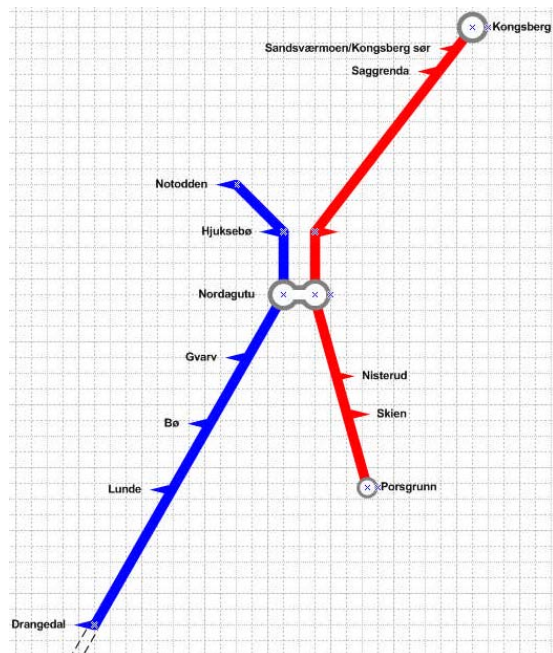 Kongsberg
Sandsværmoen/Kongsberg sør
Saggrenda
Notodden
Hjuksebø
Nordagutu
Gvarv
Nisterud
Skien
Bø
Lunde
Porsgrunn
Drangedal